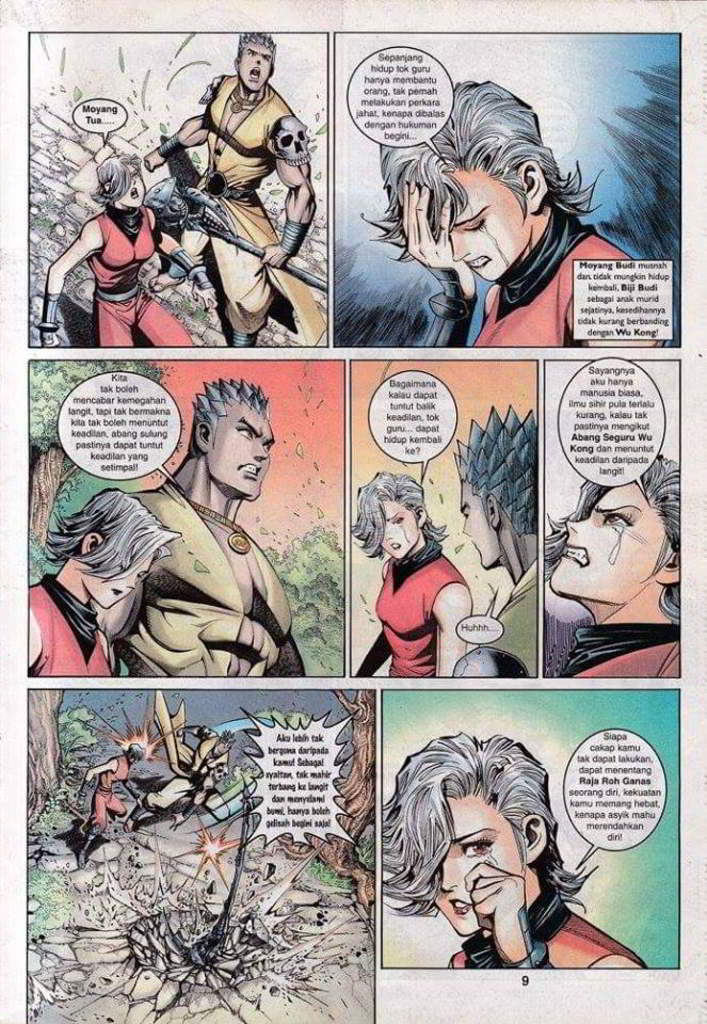 Moyang
Tua.....
Sepanjang
hidup tok guru
hanya membantu
orang, tak pernah
melakukan perkara
jahat, kenapa dibalas
dengan hukuman
begini...
Moyang Budi musnah
dan tidak mungkin hidup
kembali, Biji Budi
sebagai anak murid
sejatinya, kesedihannya
tidak kurang berbanding
dengan Wu Kong!
Kita
tak boleh
mencabar kemegahan
langit, tapi tak bermakna
kita tak boleh menuntut
keadilan, abang sulung
pastinya dapat tuntut
keadilan yang
setimpal!
Bagaimana
kalau dapat
tuntut balik
keadilan, tok
guru... dapat
hidup kembali
ke?
Huhhh....
Sayangnya
aku hanya
manusia biasa,
ilmu sihir pula terlalu
kurang, kalau tak
pastinya mengikut
Abang Seguru Wu
Kong dan menuntut
keadilan daripada
langit!
Aku lebih tak
berguna daripada
kamu! Sebagai
syaitan, tak mahir
terbang ke langit
dan menyelami
bumi, hanya boleh
gelisah begini saja!
Siapa
cakap kamu
tak dapat lakukan,
dapat menentang
Raja Roh Ganas
seorang diri, kekuatan
kamu memang hebat,
kenapa asyik mahu
merendahkan
diri!
9